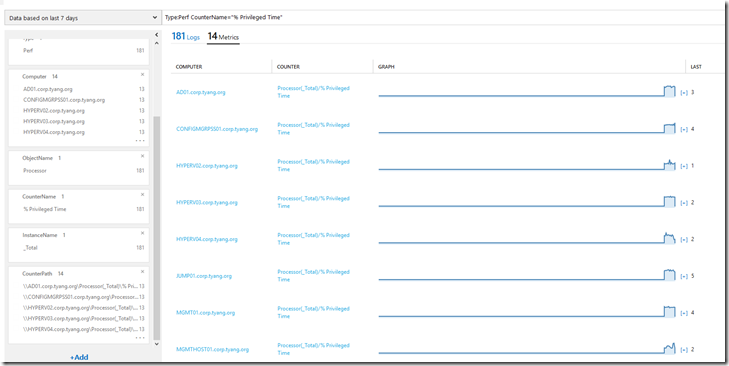 Data based on last 7 days
Type:Perf CounterName="% Privileged Time"
Perf 181
Computer 14
AD01.corp.tyang.org 13
CONFIGMGRPSS01.corp.tyang.org 13
HYPERV02.corp.tyang.org 13
HYPERV03.corp.tyang.org 13
HYPERV04.corp.tyang.org 13
ObjectName 1
Processor 181
CounterName 1
% Privileged Time 181
InstanceName 1
_Total 181
CounterPath 14
\\AD01.corp.tyang.org\Processor(_Total)\% Pri... 13
\\CONFIGMGRPSS01.corp.tyang.org\Processor... 13
\\HYPERV02.corp.tyang.org\Processor(_Total)\... 13
\\HYPERV03.corp.tyang.org\Processor(_Total)\... 13
\\HYPERV04.corp.tyang.org\Processor(_Total)\... 13
+Add
181 Logs 14 Metrics
COMPUTER COUNTER GRAPH LAST
AD01.corp.tyang.org Processor(_Total)/% Privileged [+] 3
Time
CONFIGMGRPSS01.corp.tyang.org Processor(_Total)/% Privileged [+] 4
Time
HYPERV02.corp.tyang.org Processor(_Total)/% Privileged [+] 1
Time
HYPERV03.corp.tyang.org Processor(_Total)/% Privileged [+] 2
Time
HYPERV04.corp.tyang.org Processor(_Total)/% Privileged [+] 2
Time
JUMP01.corp.tyang.org Processor(_Total)/% Privileged [+] 5
Time
MGMT01.corp.tyang.org Processor(_Total)/% Privileged [+] 4
Time
MGMTHOST01.corp.tyang.org Processor(_Total)/% Privileged [+] 2
Time